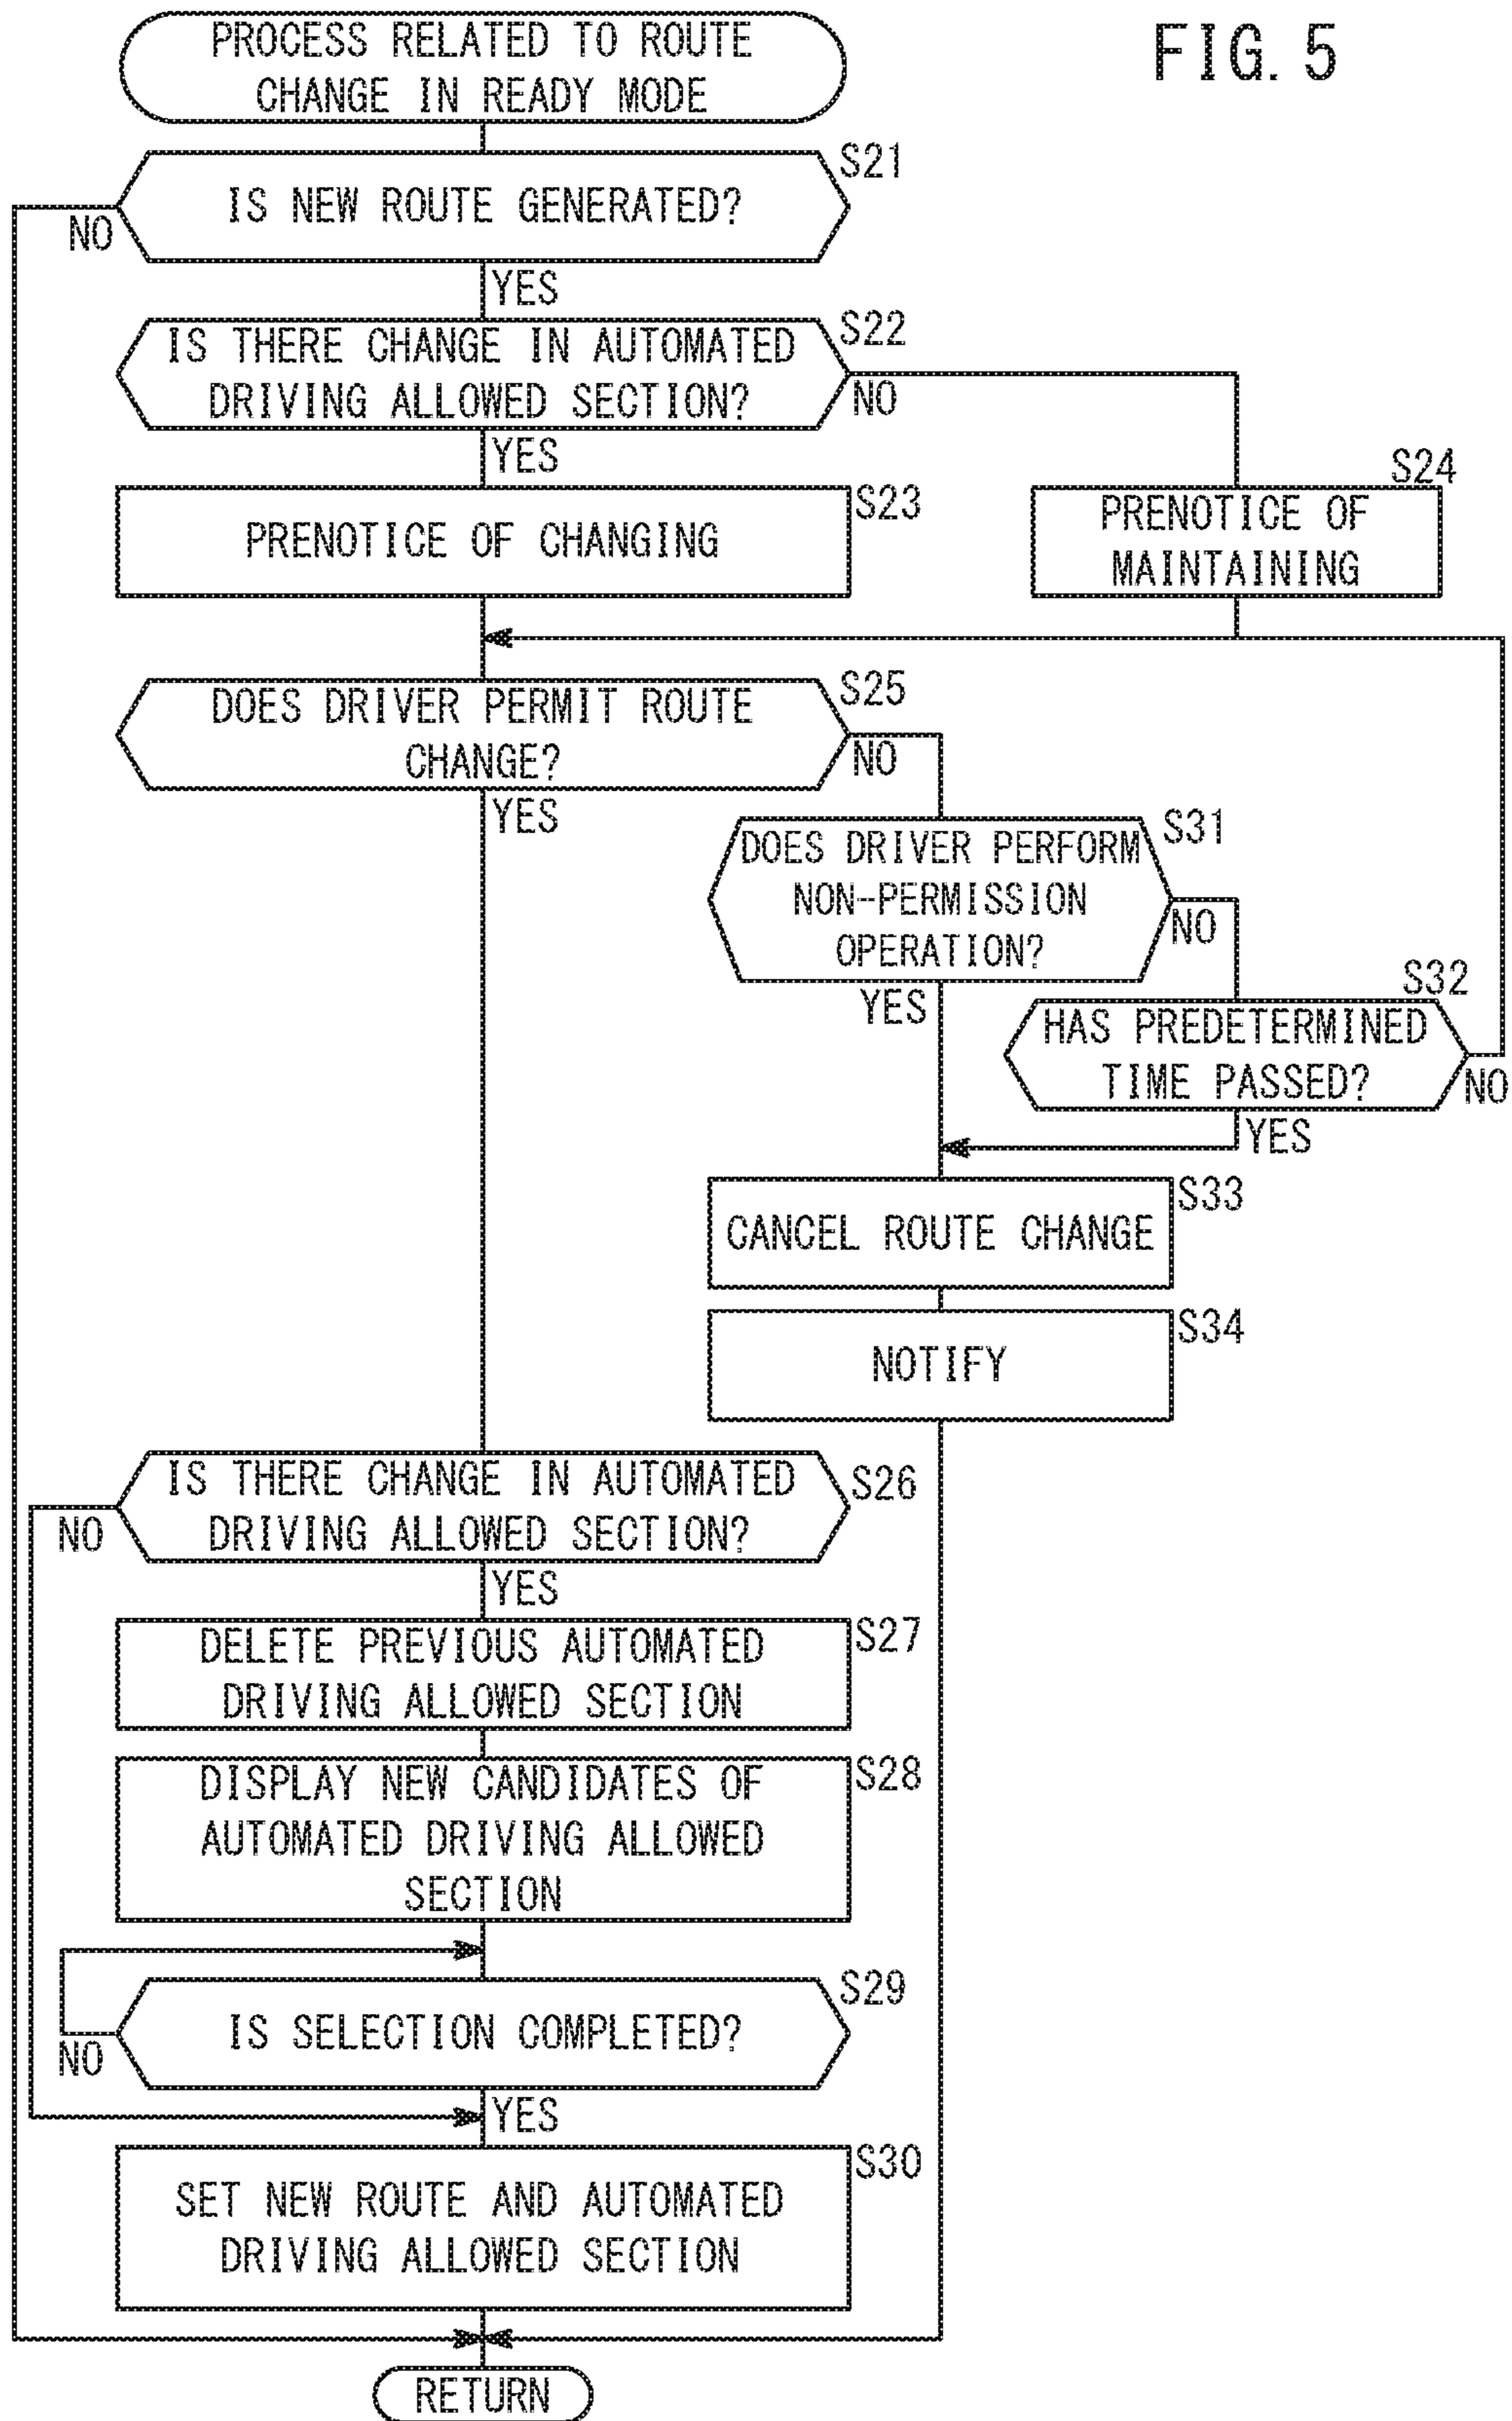 FIG. 5
PROCESS RELATED TO ROUTE
CHANGE IN READY MODE
S21
IS NEW ROUTE GENERATED?
NO
YES
S22
IS THERE CHANGE IN AUTOMATED
DRIVING ALLOWED SECTION?
NO
YES
S23
PRENOTICE OF CHANGING
S24
PRENOTICE OF
MAINTAINING
S25
DOES DRIVER PERMIT ROUTE
CHANGE?
NO
YES
S31
DOES DRIVER PERFORM
NON-PERMISSION
OPERATION?
NO
YES
S32
HAS PREDETERMINED
TIME PASSED?
NO
YES
S33
CANCEL ROUTE CHANGE
S34
NOTIFY
S26
IS THERE CHANGE IN AUTOMATED
DRIVING ALLOWED SECTION?
NO
YES
S27
DELETE PREVIOUS AUTOMATED
DRIVING ALLOWED SECTION
S28
DISPLAY NEW CANDIDATES OF
AUTOMATED DRIVING ALLOWED
SECTION
S29
IS SELECTION COMPLETED?
NO
YES
S30
SET NEW ROUTE AND AUTOMATED
DRIVING ALLOWED SECTION
RETURN